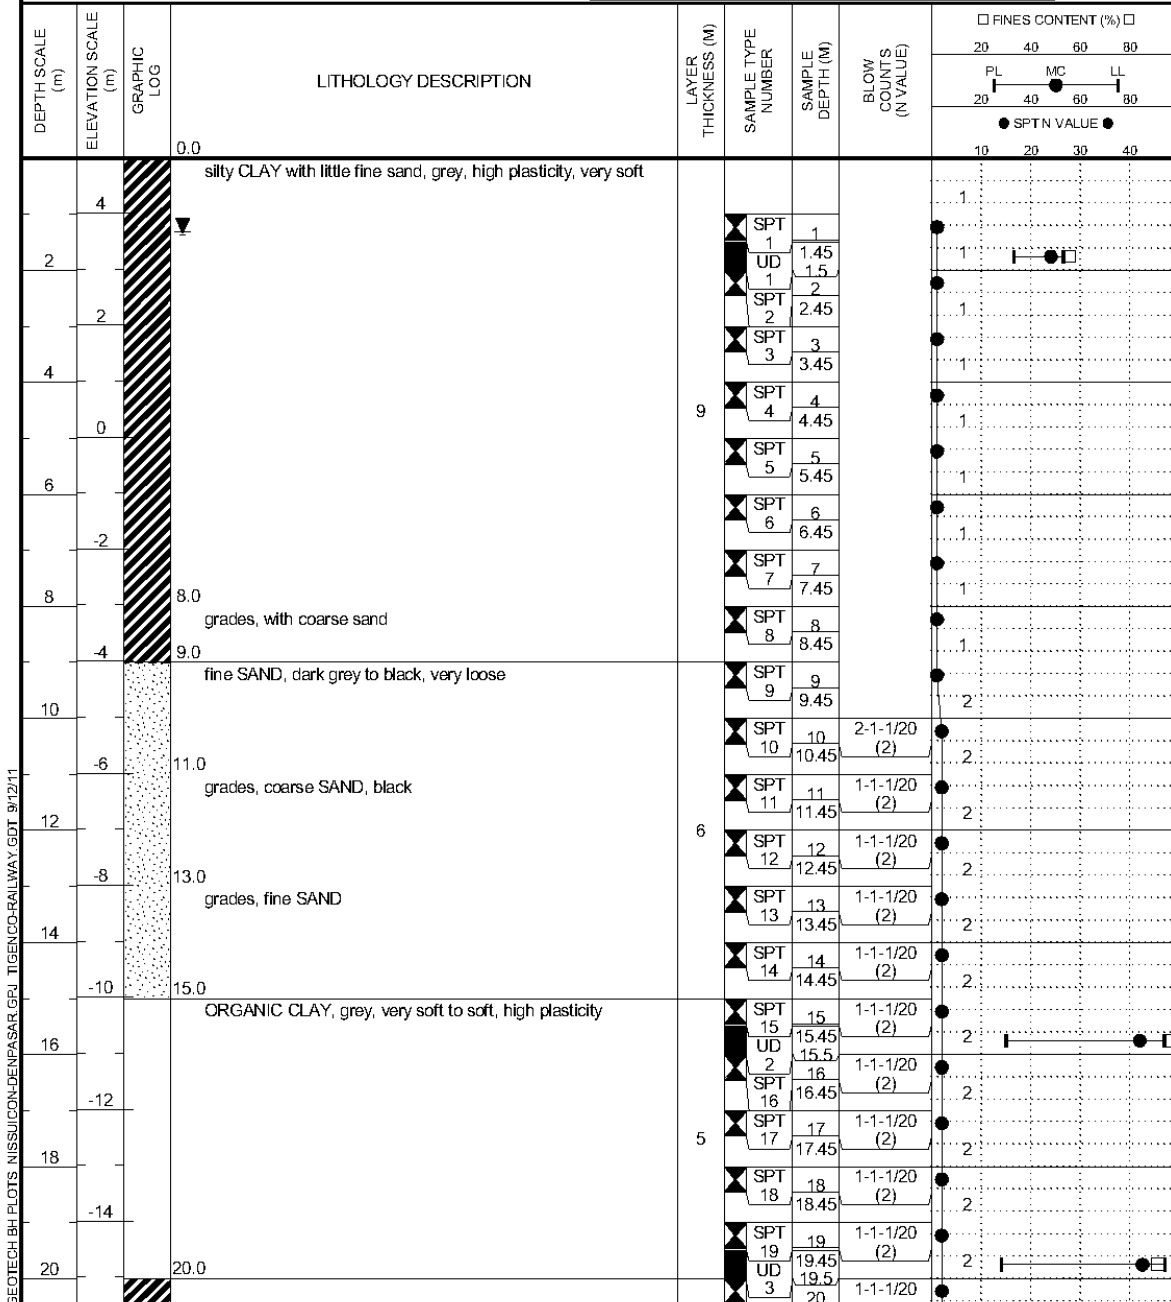 DEPTH SCALE (m)
ELEVATION SCALE (m)
GRAPHIC LOG
LITHOLOGY DESCRIPTION
LAYER THICKNESS (M)
SAMPLE TYPE NUMBER
SAMPLE DEPTH (M)
BLOW COUNTS (N VALUE)
□ FINES CONTENT (%) □
20 40 60 80
PL MC LL
20 40 60 80
● SPT N VALUE ●
10 20 30 40
0.0
silty CLAY with little fine sand, grey, high plasticity, very soft
1
4
SPT 1
1
1.45
1
2
UD 1
1.5
SPT 2
2
2.45
1
2
SPT 3
3
3.45
1
4
SPT 4
4
4.45
9
1
0
SPT 5
5
5.45
1
6
SPT 6
6
6.45
1
-2
SPT 7
7
7.45
1
8
8.0
grades, with coarse sand
SPT 8
8
8.45
1
-4
9.0
fine SAND, dark grey to black, very loose
SPT 9
9
9.45
2
10
SPT 10
10
10.45
2-1-1/20
(2)
2
-6
11.0
grades, coarse SAND, black
SPT 11
11
11.45
1-1-1/20
(2)
2
12
6
SPT 12
12
12.45
1-1-1/20
(2)
2
-8
13.0
grades, fine SAND
SPT 13
13
13.45
1-1-1/20
(2)
2
14
SPT 14
14
14.45
1-1-1/20
(2)
2
-10
15.0
ORGANIC CLAY, grey, very soft to soft, high plasticity
SPT 15
15
15.45
1-1-1/20
(2)
2
16
UD 2
15.5
SPT 16
16
16.45
1-1-1/20
(2)
2
-12
5
SPT 17
17
17.45
1-1-1/20
(2)
2
18
SPT 18
18
18.45
1-1-1/20
(2)
2
-14
SPT 19
19
19.45
1-1-1/20
(2)
2
20
20.0
UD 3
19.5
20
1-1-1/20
GEOTECH BH PLOTS NISSUICON-DENPASAR.GPJ TIGENCO-RAILWAY.GDT 9/12/11